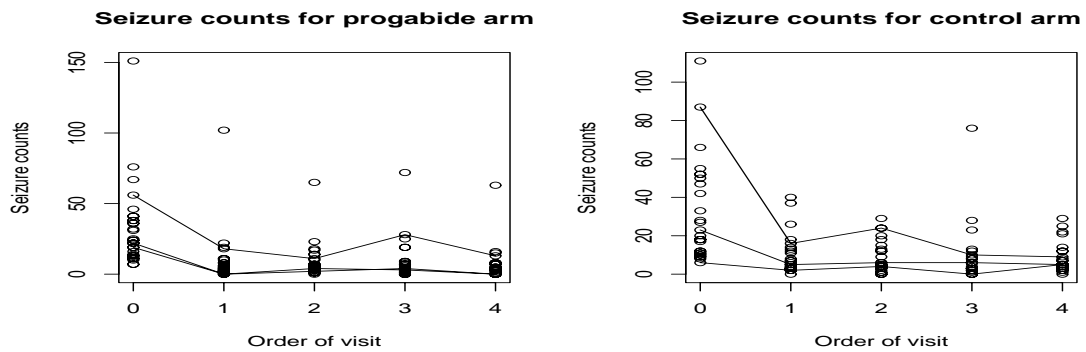 Seizure counts for progabide arm
Seizure counts
150
100
50
0
0 1 2 3 4
Order of visit
Seizure counts for control arm
Seizure counts
100
80
60
40
20
0
0 1 2 3 4
Order of visit